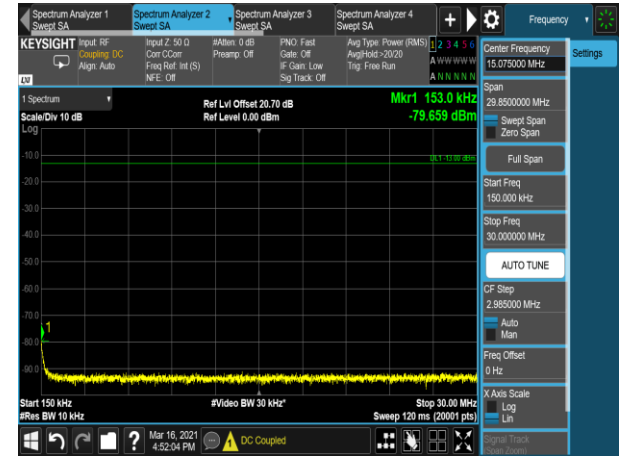 Spectrum Analyzer 1
Swept SA
Spectrum Analyzer 2
Swept SA
Spectrum Analyzer 3
Swept SA
Spectrum Analyzer 4
Swept SA
+
Frequency
KEYSIGHT
Input: RF
Coupling: DC
Align: Auto
Input Z: 50 Ω
Corr CCorr
Freq Ref: Int (S)
NFE: Off
#Atten: 0 dB
Preamp: Off
PNO: Fast
Gate: Off
IF Gain: Low
Sig Track: Off
Avg Type: Power (RMS)
Avg|Hold:>20/20
Trig: Free Run
1 2 3 4 5 6
A W W W W W
A N N N N N
LXI
1 Spectrum
Scale/Div 10 dB
Log
Ref Lvl Offset 20.70 dB
Ref Level 0.00 dBm
Mkr1 153.0 kHz
-79.659 dBm
DL1 -13.00 dBm
-10.0
-20.0
-30.0
-40.0
-50.0
-60.0
-70.0
-80.0
-90.0
1
Start 150 kHz
#Res BW 10 kHz
#Video BW 30 kHz*
Stop 30.00 MHz
Sweep 120 ms (20001 pts)
Center Frequency
15.075000 MHz
Settings
Span
29.8500000 MHz
Swept Span
Zero Span
Full Span
Start Freq
150.000 kHz
Stop Freq
30.000000 MHz
AUTO TUNE
CF Step
2.985000 MHz
Auto
Man
Freq Offset
0 Hz
X Axis Scale
Log
Lin
Signal Track
(Span Zoom)
?
Mar 16, 2021
4:52:04 PM
DC Coupled